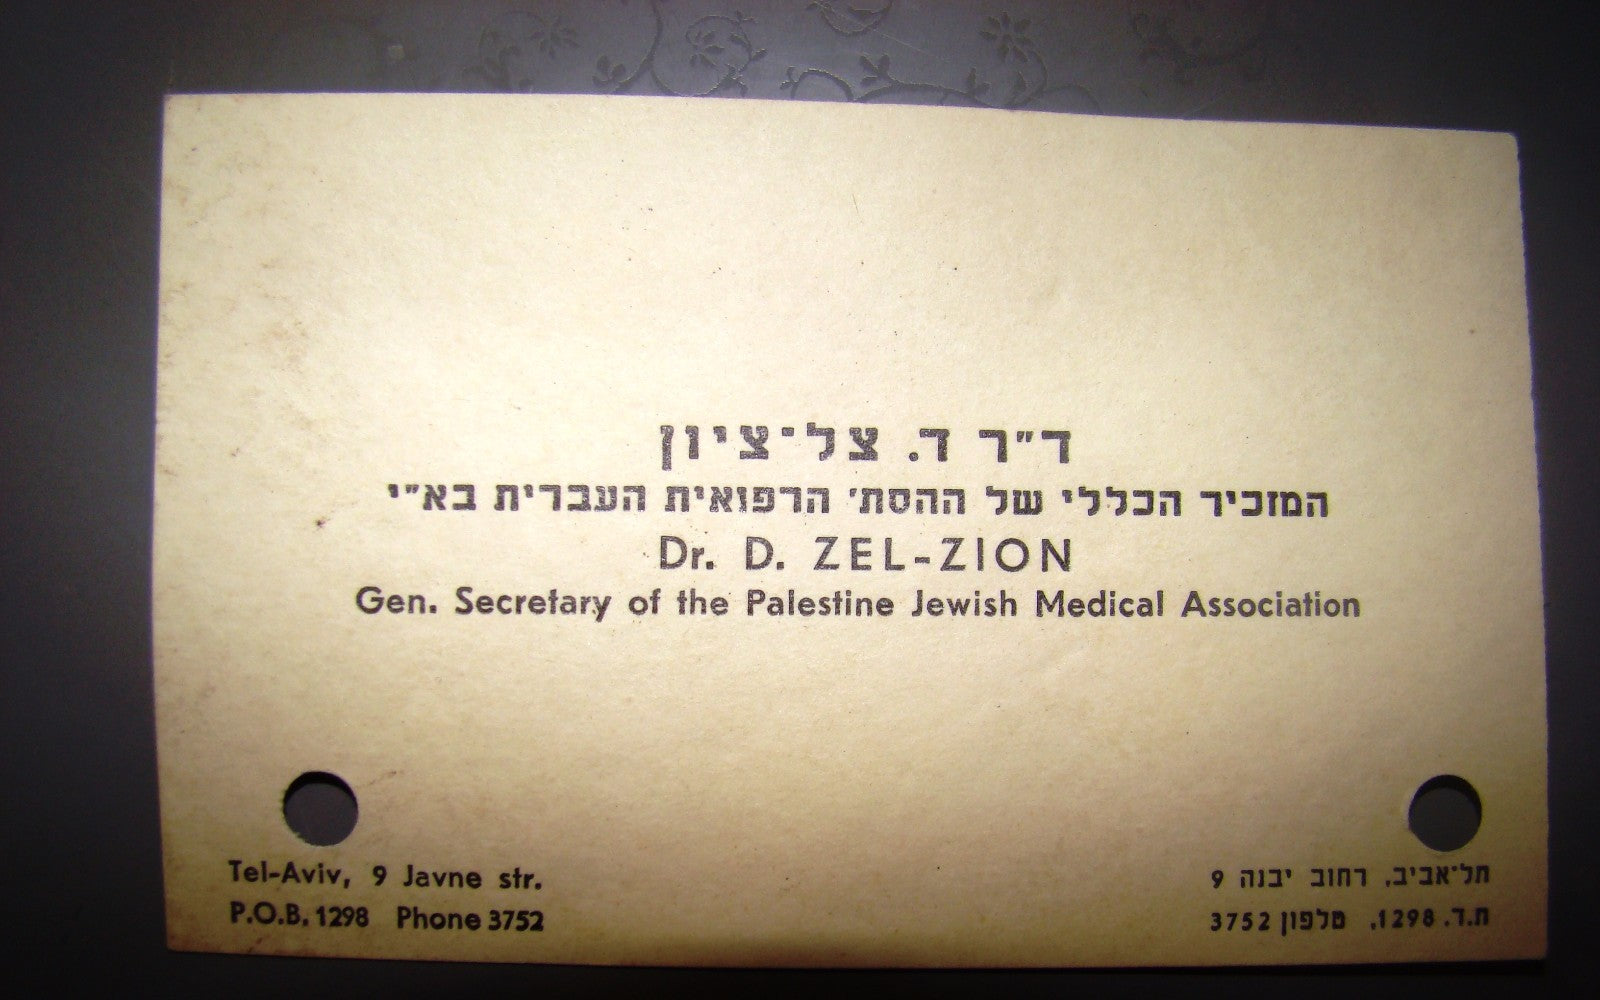 ד"ר ד. צל-ציון
המזכיר הכללי של ההסת' הרפואית העברית בא"י
Dr. D. ZEL-ZION
Gen. Secretary of the Palestine Jewish Medical Association
Tel-Aviv, 9 Javne str.
P.O.B. 1298 Phone 3752
תל-אביב, רחוב יבנה 9
ת.ד. 1298, טלפון 3752